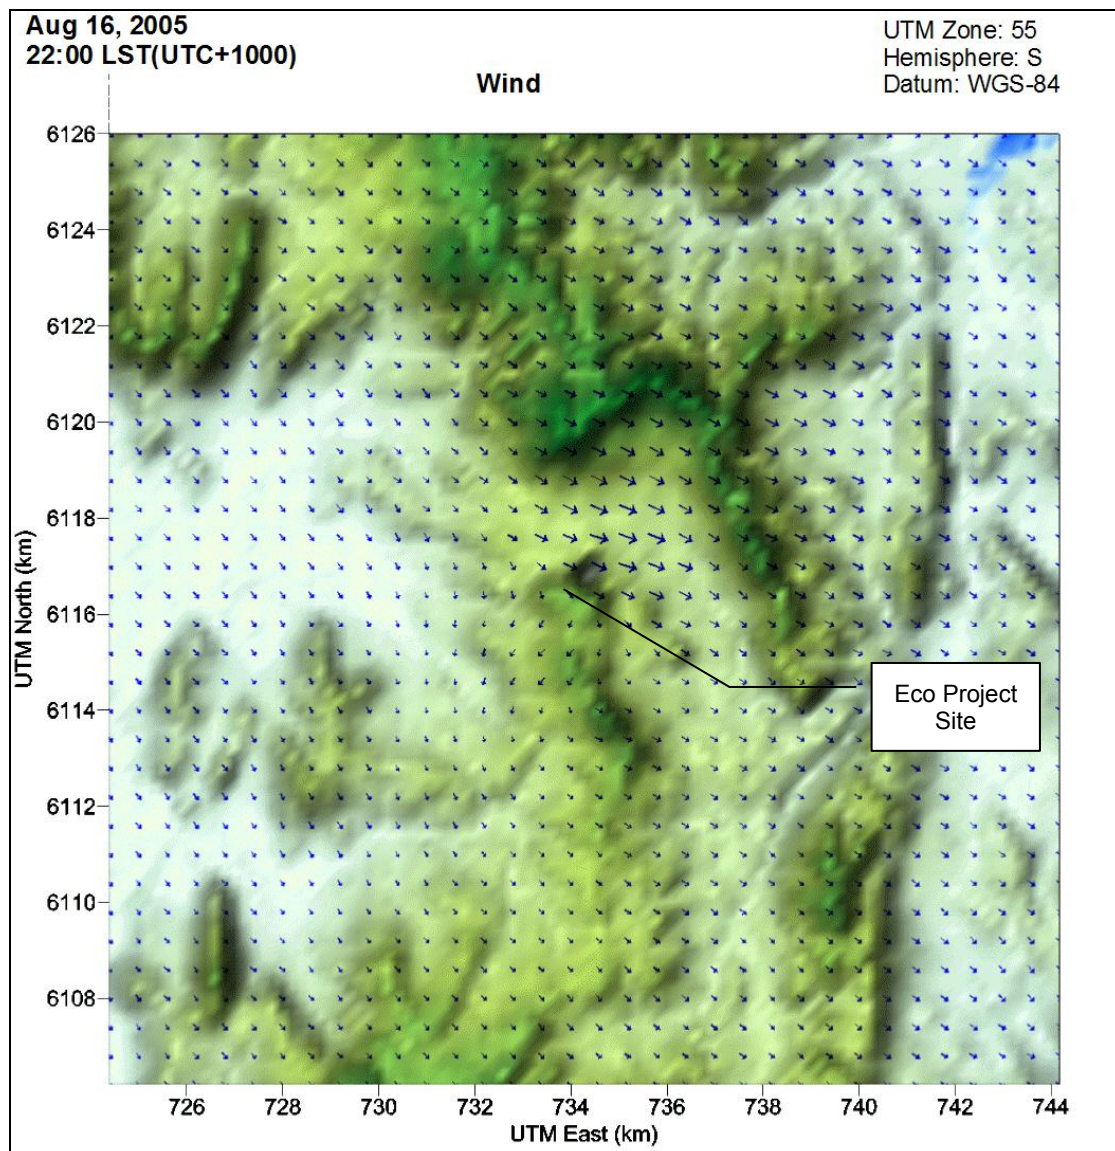 Aug 16, 2005
22:00 LST(UTC+1000)
UTM Zone: 55
Hemisphere: S
Datum: WGS-84
Wind
6126
6124
6122
6120
6118
6116
6114
6112
6110
6108
UTM North (km)
Eco Project
Site
726 728 730 732 734 736 738 740 742 744
UTM East (km)